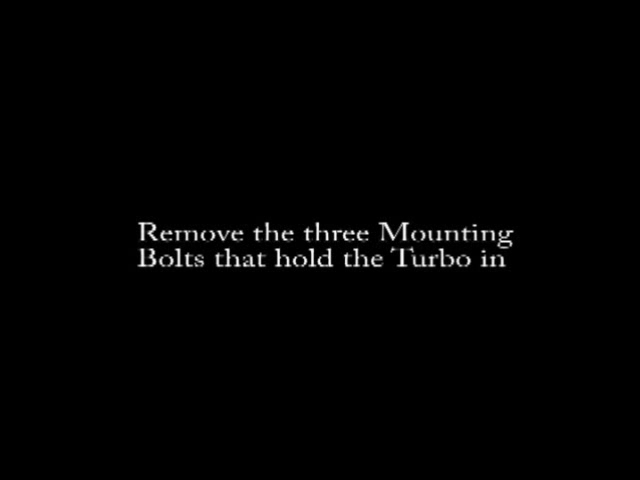 Remove the three Mounting
Bolts that hold the Turbo in